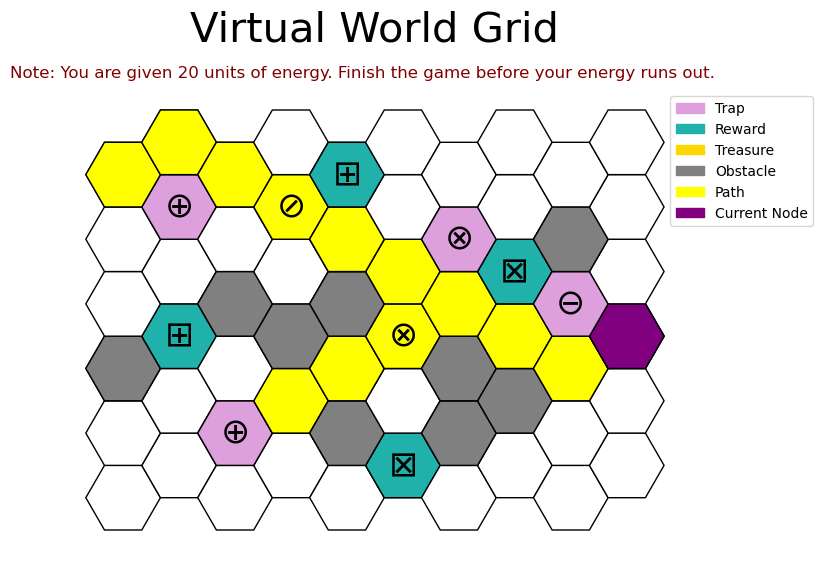 Virtual World Grid
Note: You are given 20 units of energy. Finish the game before your energy runs out.
Trap
Reward
Treasure
Obstacle
Path
Current Node